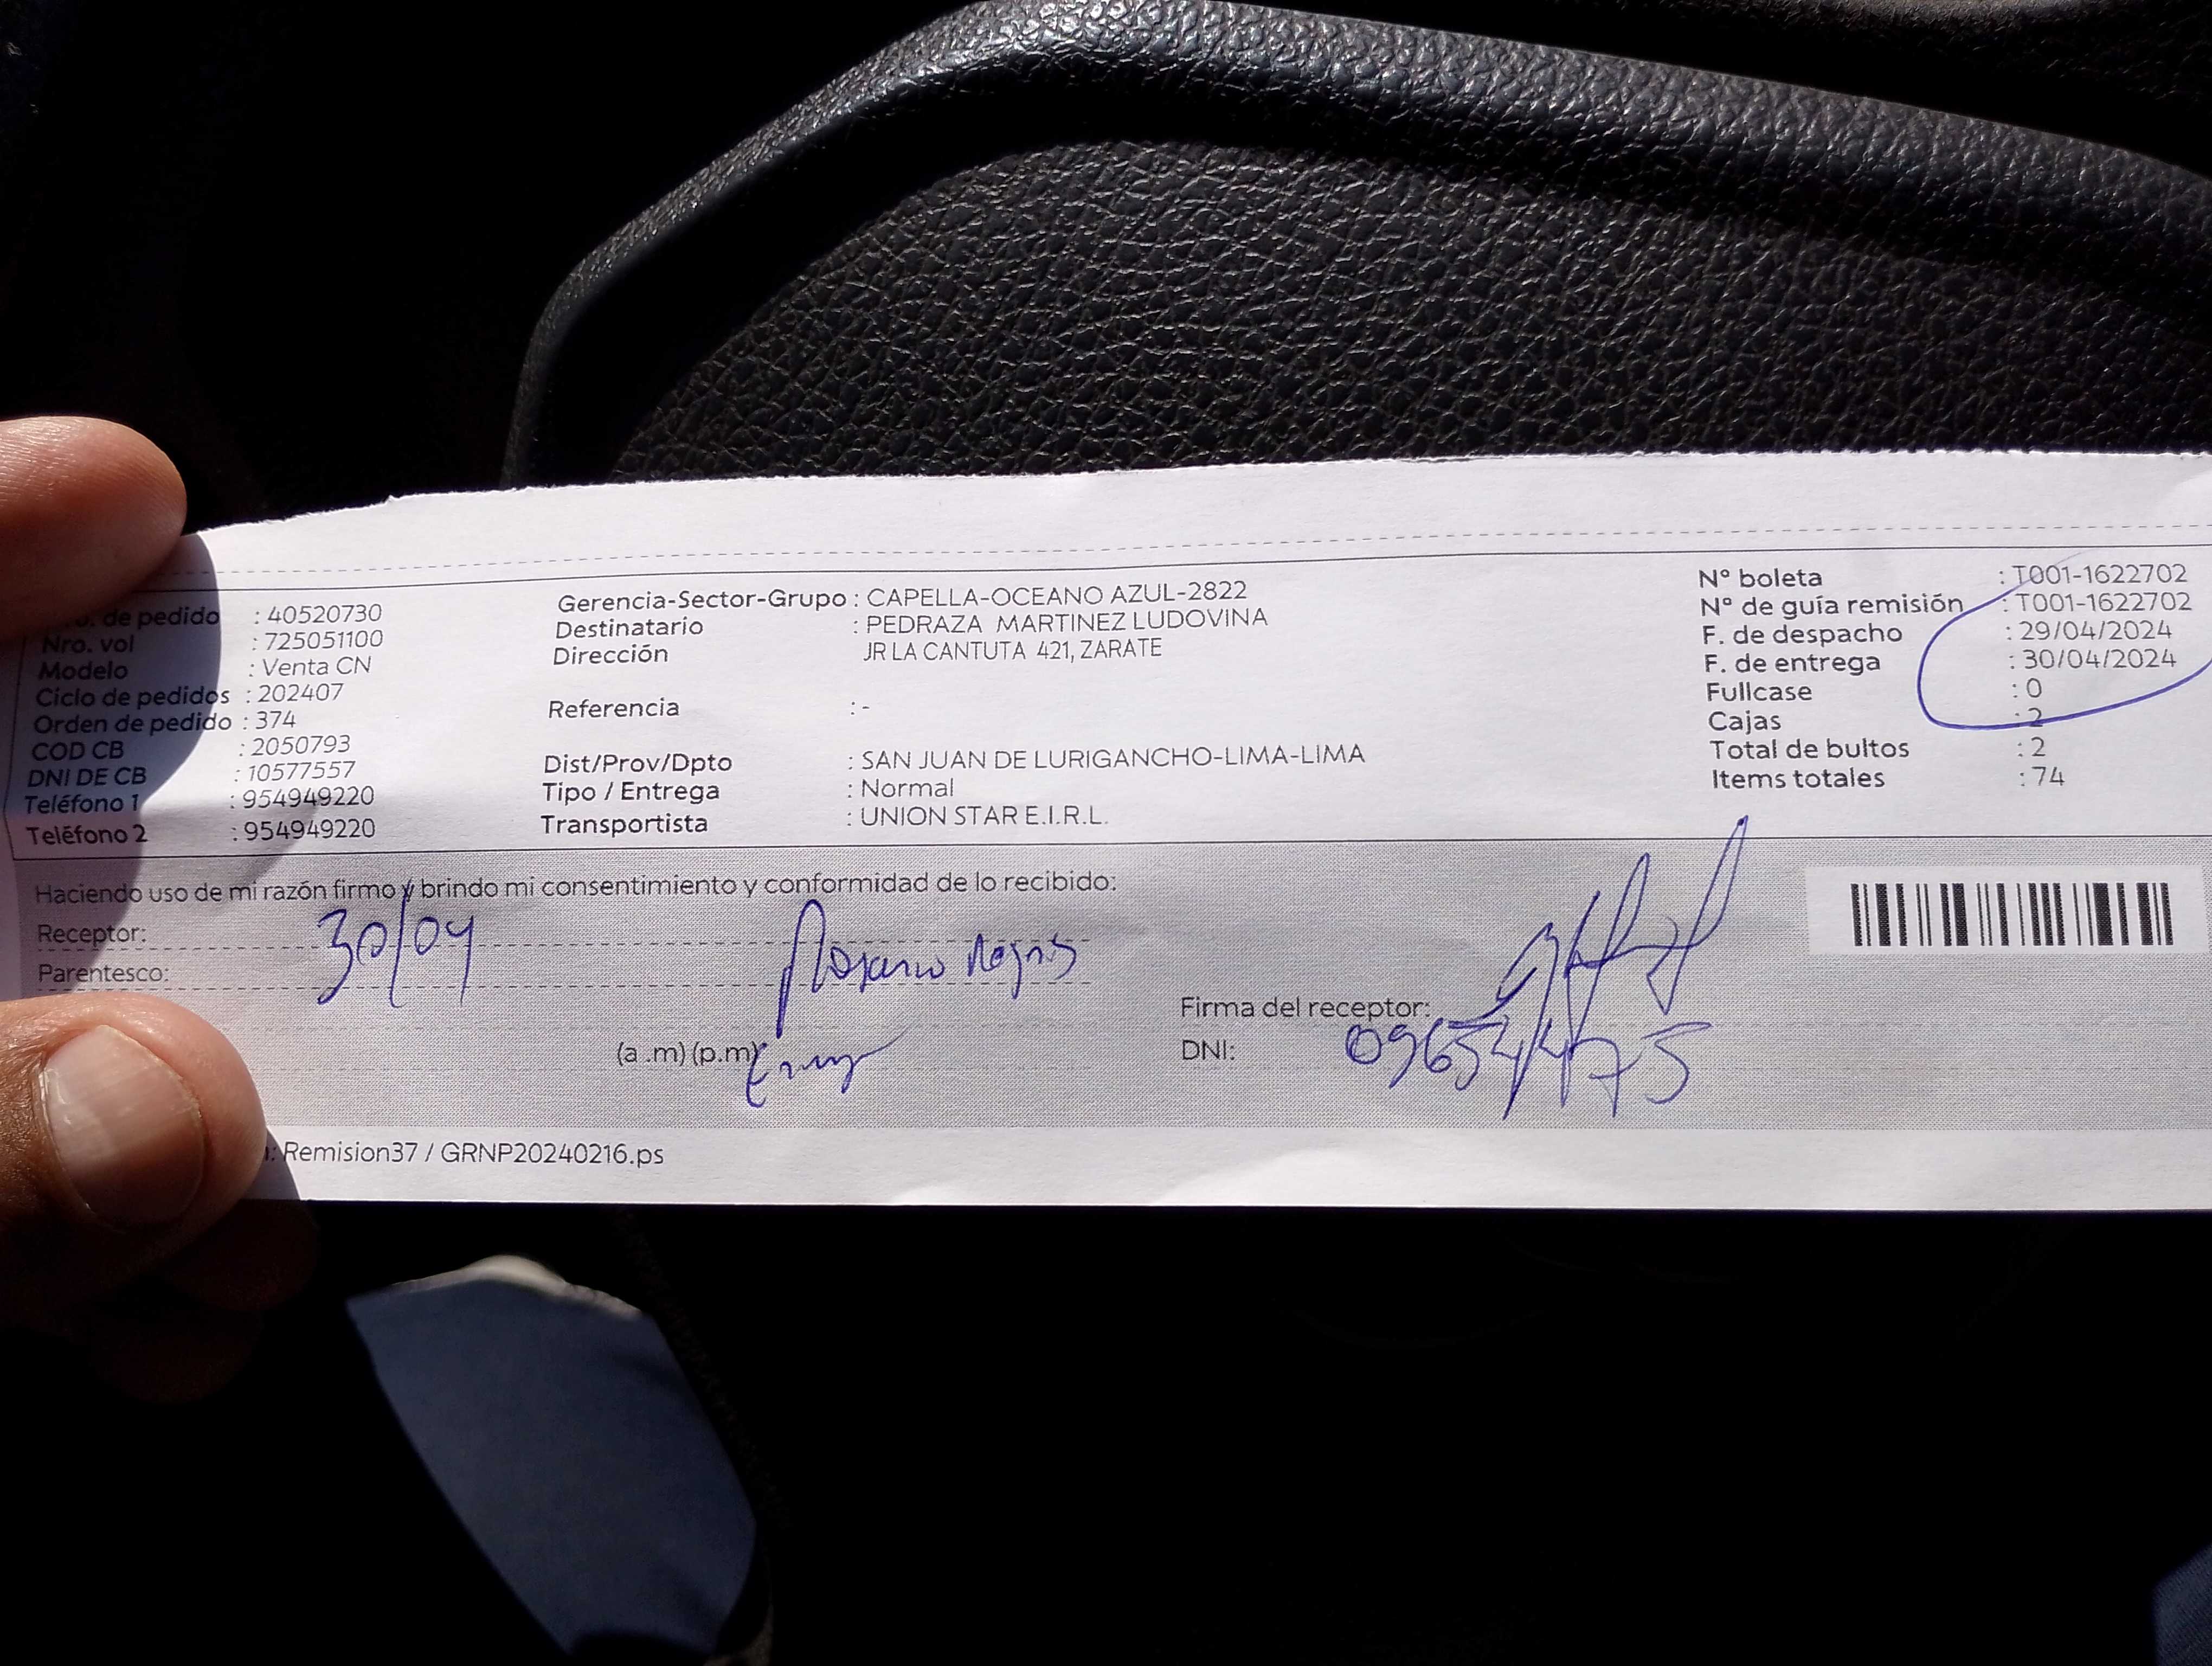 de pedido : 40520730
Nro. vol : 725051100
Modelo : Venta CN
Ciclo de pedidos : 202407
Orden de pedido : 374
COD CB : 2050793
DNI DE CB : 10577557
Teléfono 1 : 954949220
Teléfono 2 : 954949220
Gerencia-Sector-Grupo : CAPELLA-OCEANO AZUL-2822
Destinatario : PEDRAZA MARTINEZ LUDOVINA
Dirección JR LA CANTUTA 421, ZARATE
Referencia : -
Dist/Prov/Dpto : SAN JUAN DE LURIGANCHO-LIMA-LIMA
Tipo / Entrega : Normal
Transportista : UNION STAR E.I.R.L.
N° boleta : T001-1622702
N° de guía remisión : T001-1622702
F. de despacho : 29/04/2024
F. de entrega : 30/04/2024
Fullcase : 0
Cajas : 2
Total de bultos : 2
Items totales : 74
Haciendo uso de mi razón firmo y brindo mi consentimiento y conformidad de lo recibido:
Receptor: 30/04
Parentesco:
Firma del receptor:
(a .m) (p.m)
DNI:
: Remision37 / GRNP20240216.ps